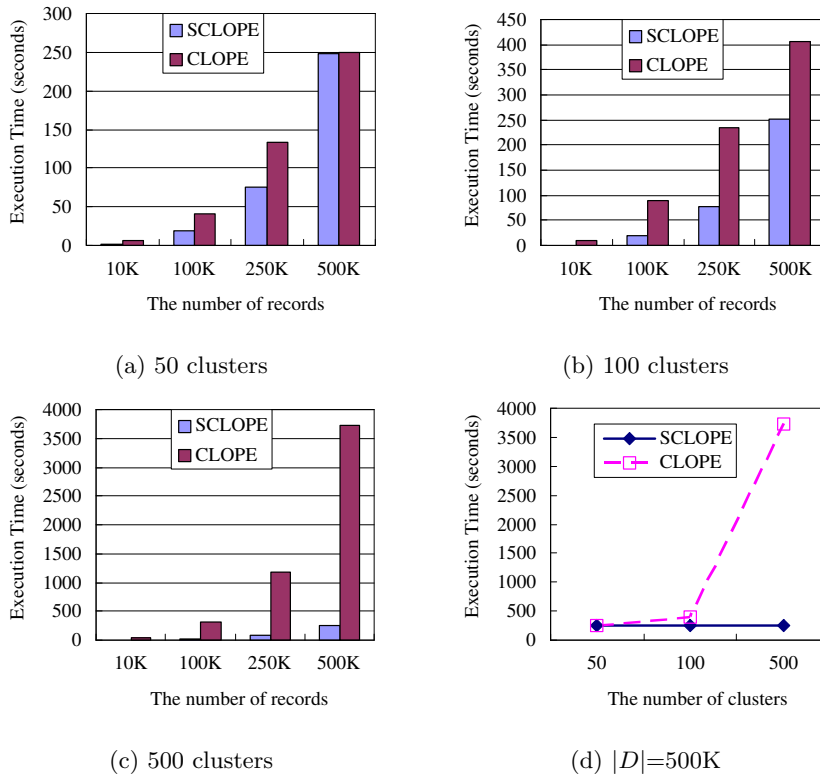 300
250
200
150
100
50
0
Execution Time (seconds)
SCLOPE
CLOPE
10K 100K 250K 500K
The number of records
(a) 50 clusters
450
400
350
300
250
200
150
100
50
0
Execution Time (seconds)
SCLOPE
CLOPE
10K 100K 250K 500K
The number of records
(b) 100 clusters
4000
3500
3000
2500
2000
1500
1000
500
0
Execution Time (seconds)
SCLOPE
CLOPE
10K 100K 250K 500K
The number of records
(c) 500 clusters
4000
3500
3000
2500
2000
1500
1000
500
0
Execution Time (seconds)
SCLOPE
CLOPE
50 100 500
The number of clusters
(d) |D|=500K